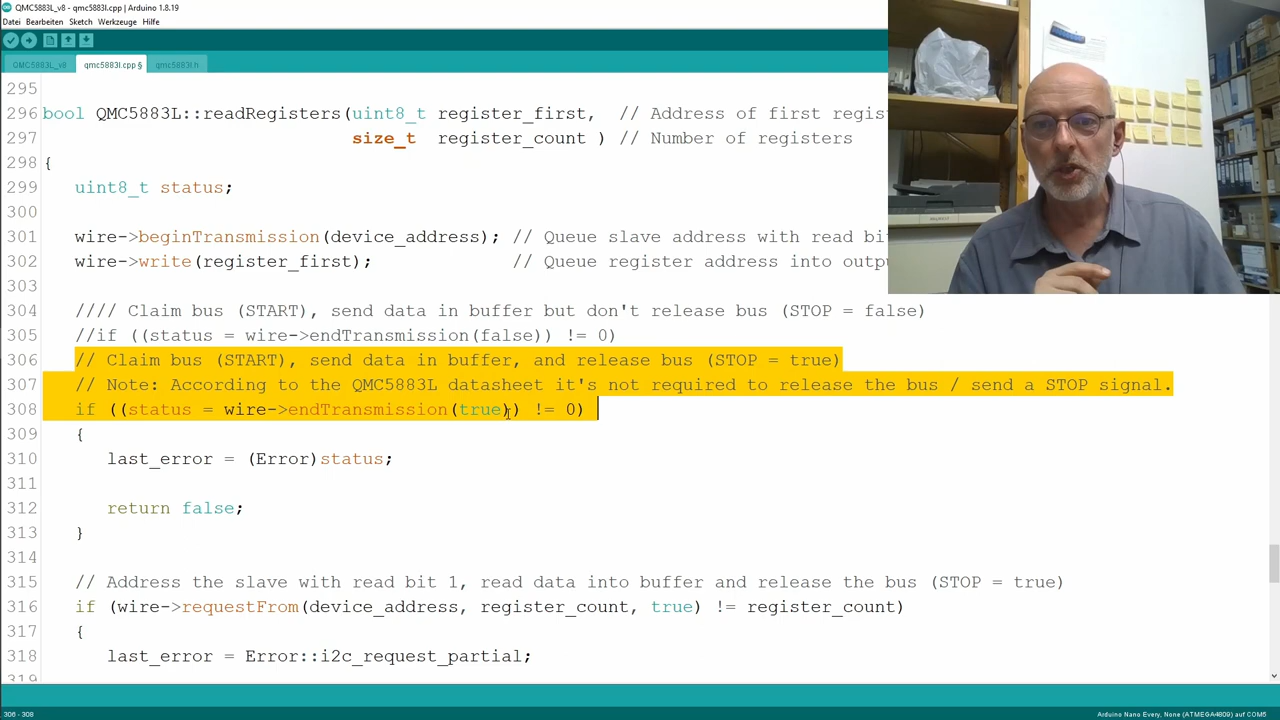 QMC5883L_v8 - qmc5883l.cpp | Arduino 1.8.19
Datei Bearbeiten Sketch Werkzeuge Hilfe
QMC5883L_v8 qmc5883l.cpp § qmc5883l.h
295
296 bool QMC5883L::readRegisters(uint8_t register_first, // Address of first regis
297 size_t register_count ) // Number of registers
298 {
299 uint8_t status;
300
301 wire->beginTransmission(device_address); // Queue slave address with read bit
302 wire->write(register_first); // Queue register address into outp
303
304 //// Claim bus (START), send data in buffer but don't release bus (STOP = false)
305 //if ((status = wire->endTransmission(false)) != 0)
306 // Claim bus (START), send data in buffer, and release bus (STOP = true)
307 // Note: According to the QMC5883L datasheet it's not required to release the bus / send a STOP signal.
308 if ((status = wire->endTransmission(true)) != 0)
309 {
310 last_error = (Error)status;
311
312 return false;
313 }
314
315 // Address the slave with read bit 1, read data into buffer and release the bus (STOP = true)
316 if (wire->requestFrom(device_address, register_count, true) != register_count)
317 {
318 last_error = Error::i2c_request_partial;
319
306 - 308
Arduino Nano Every, None (ATMEGA4809) auf COM5